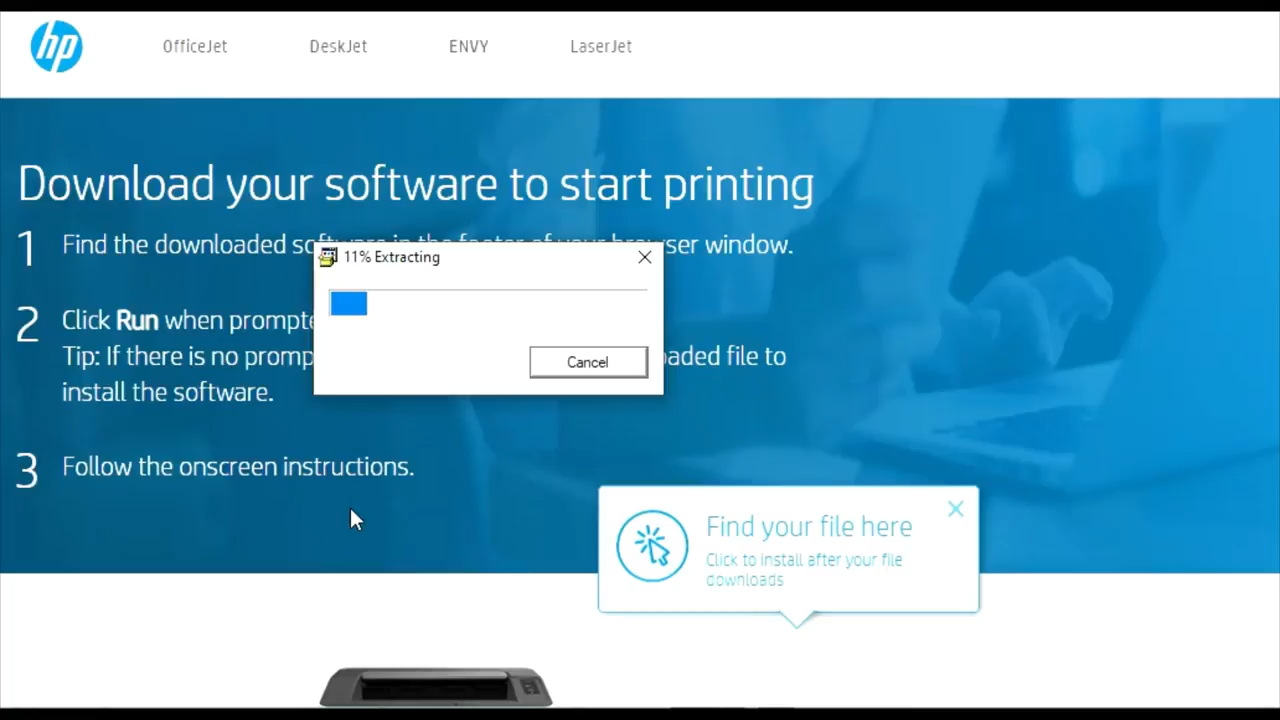 hp
OfficeJet
DeskJet
ENVY
LaserJet
Download your software to start printing
1
Find the downloaded software in the footer of your browser window.
11% Extracting
2
Click Run when prompte
Tip: If there is no promp
oaded file to
install the software.
Cancel
3
Follow the onscreen instructions.
Find your file here
Click to install after your file
downloads